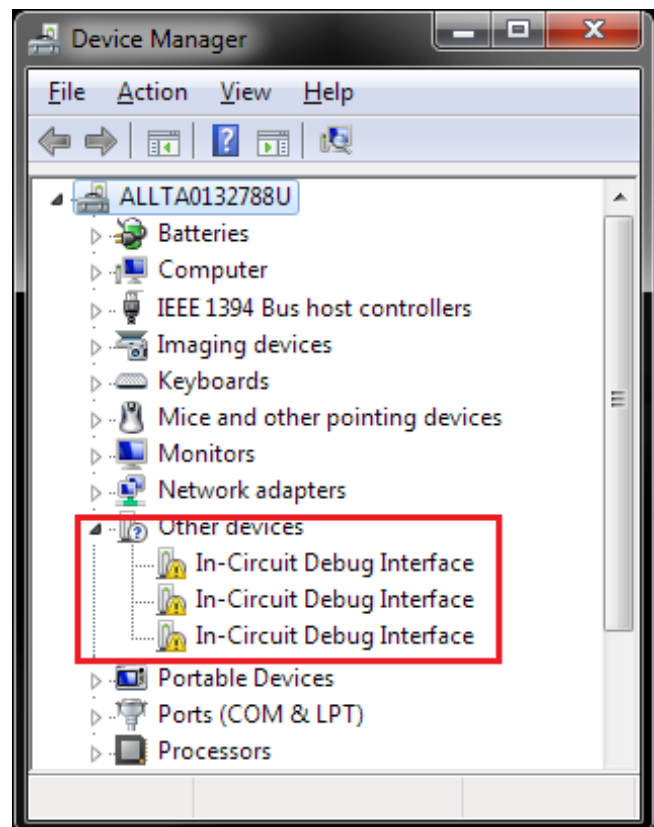 Device Manager
File Action View Help
ALLTA0132788U
Batteries
Computer
IEEE 1394 Bus host controllers
Imaging devices
Keyboards
Mice and other pointing devices
Monitors
Network adapters
Other devices
In-Circuit Debug Interface
In-Circuit Debug Interface
In-Circuit Debug Interface
Portable Devices
Ports (COM & LPT)
Processors